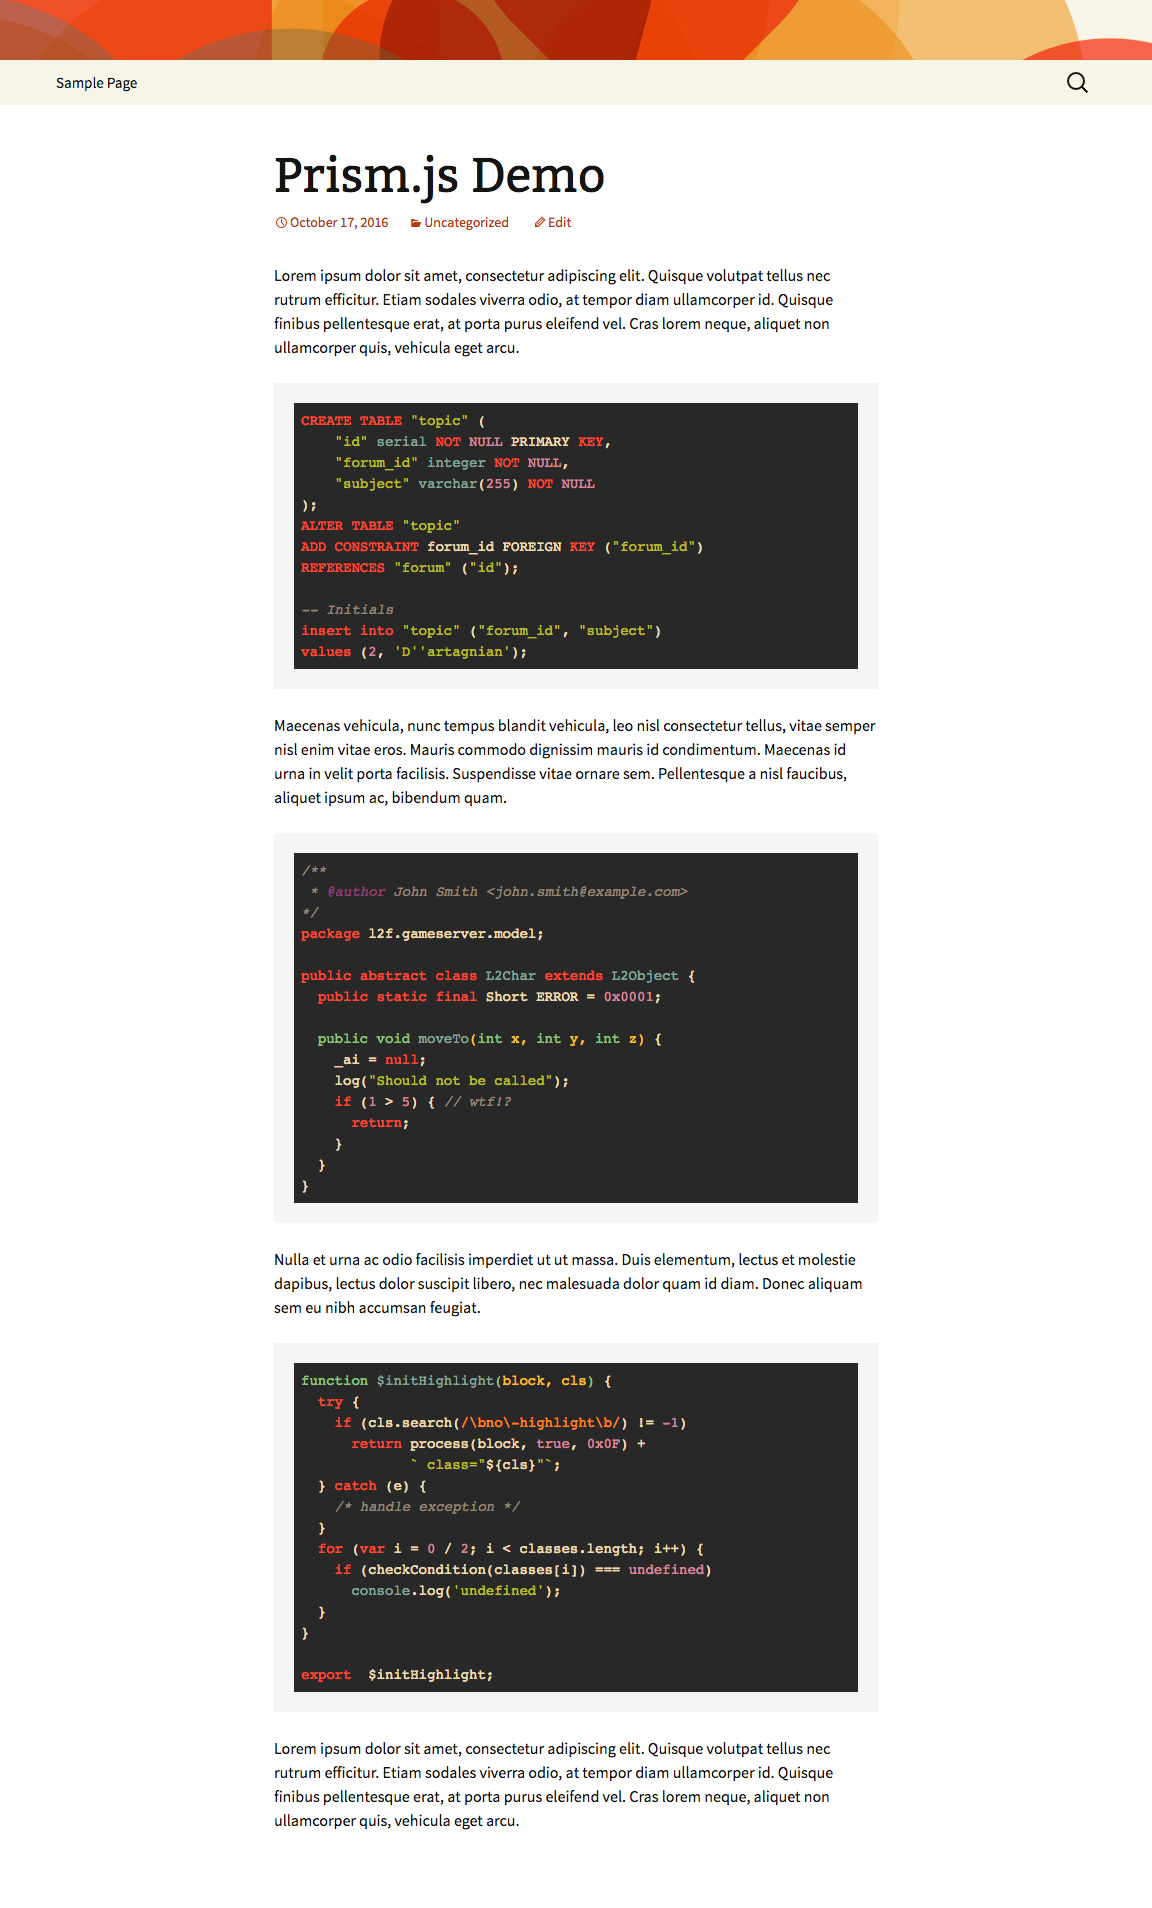 Sample Page
Prism.js Demo
October 17, 2016 Uncategorized Edit
Lorem ipsum dolor sit amet, consectetur adipiscing elit. Quisque volutpat tellus nec
rutrum efficitur. Etiam sodales viverra odio, at tempor diam ullamcorper id. Quisque
finibus pellentesque erat, at porta purus eleifend vel. Cras lorem neque, aliquet non
ullamcorper quis, vehicula eget arcu.
CREATE TABLE "topic" (
    "id" serial NOT NULL PRIMARY KEY,
    "forum_id" integer NOT NULL,
    "subject" varchar(255) NOT NULL
);
ALTER TABLE "topic"
ADD CONSTRAINT forum_id FOREIGN KEY ("forum_id")
REFERENCES "forum" ("id");

-- Initials
insert into "topic" ("forum_id", "subject")
values (2, 'D''artagnian');
Maecenas vehicula, nunc tempus blandit vehicula, leo nisl consectetur tellus, vitae semper
nisl enim vitae eros. Mauris commodo dignissim mauris id condimentum. Maecenas id
urna in velit porta facilisis. Suspendisse vitae ornare sem. Pellentesque a nisl faucibus,
aliquet ipsum ac, bibendum quam.
/**
 * @author John Smith <john.smith@example.com>
*/
package l2f.gameserver.model;

public abstract class L2Char extends L2Object {
  public static final Short ERROR = 0x0001;

  public void moveTo(int x, int y, int z) {
    _ai = null;
    log("Should not be called");
    if (1 > 5) { // wtf!?
      return;
    }
  }
}
Nulla et urna ac odio facilisis imperdiet ut ut massa. Duis elementum, lectus et molestie
dapibus, lectus dolor suscipit libero, nec malesuada dolor quam id diam. Donec aliquam
sem eu nibh accumsan feugiat.
function $initHighlight(block, cls) {
  try {
    if (cls.search(/\bno\-highlight\b/) != -1)
      return process(block, true, 0x0F) +
             ` class="${cls}"`;
  } catch (e) {
    /* handle exception */
  }
  for (var i = 0 / 2; i < classes.length; i++) {
    if (checkCondition(classes[i]) === undefined)
      console.log('undefined');
  }
}

export  $initHighlight;
Lorem ipsum dolor sit amet, consectetur adipiscing elit. Quisque volutpat tellus nec
rutrum efficitur. Etiam sodales viverra odio, at tempor diam ullamcorper id. Quisque
finibus pellentesque erat, at porta purus eleifend vel. Cras lorem neque, aliquet non
ullamcorper quis, vehicula eget arcu.